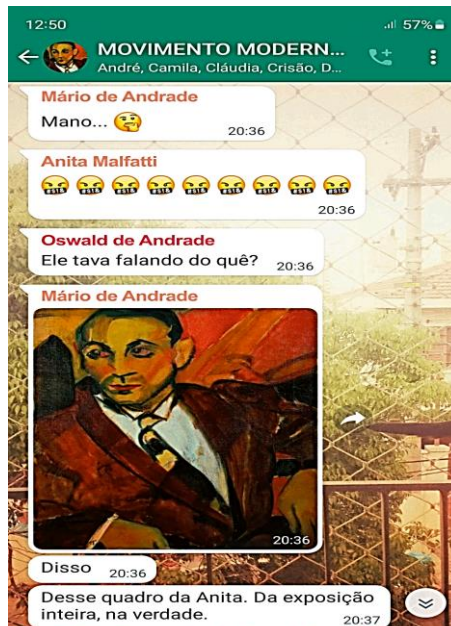 12:50
57%
MOVIMENTO MODERN...
André, Camila, Cláudia, Crisão, D...
Mário de Andrade
Mano... 🤔
20:36
Anita Malfatti
🤬🤬🤬🤬🤬🤬🤬🤬🤬
20:36
Oswald de Andrade
Ele tava falando do quê?
20:36
Mário de Andrade
20:36
Disso
20:36
Desse quadro da Anita. Da exposição
inteira, na verdade.
20:37